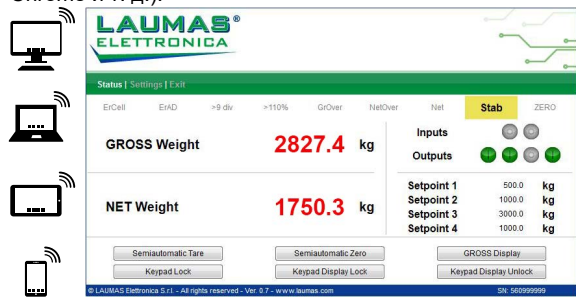 LAUMAS®
ELETTRONICA
Status | Settings | Exit
ErCell ErAD >9 div >110% GrOver NetOver Net Stab ZERO
GROSS Weight 2827.4 kg
Inputs
Outputs
NET Weight 1750.3 kg
Setpoint 1 500.0 kg
Setpoint 2 1000.0 kg
Setpoint 3 3000.0 kg
Setpoint 4 1000.0 kg
Semiautomatic Tare Semiautomatic Zero GROSS Display
Keypad Lock Keypad Display Lock Keypad Display Unlock
© LAUMAS Elettronica S.r.l. - All rights reserved - Ver. 0.7 - www.laumas.com SN: 560999999